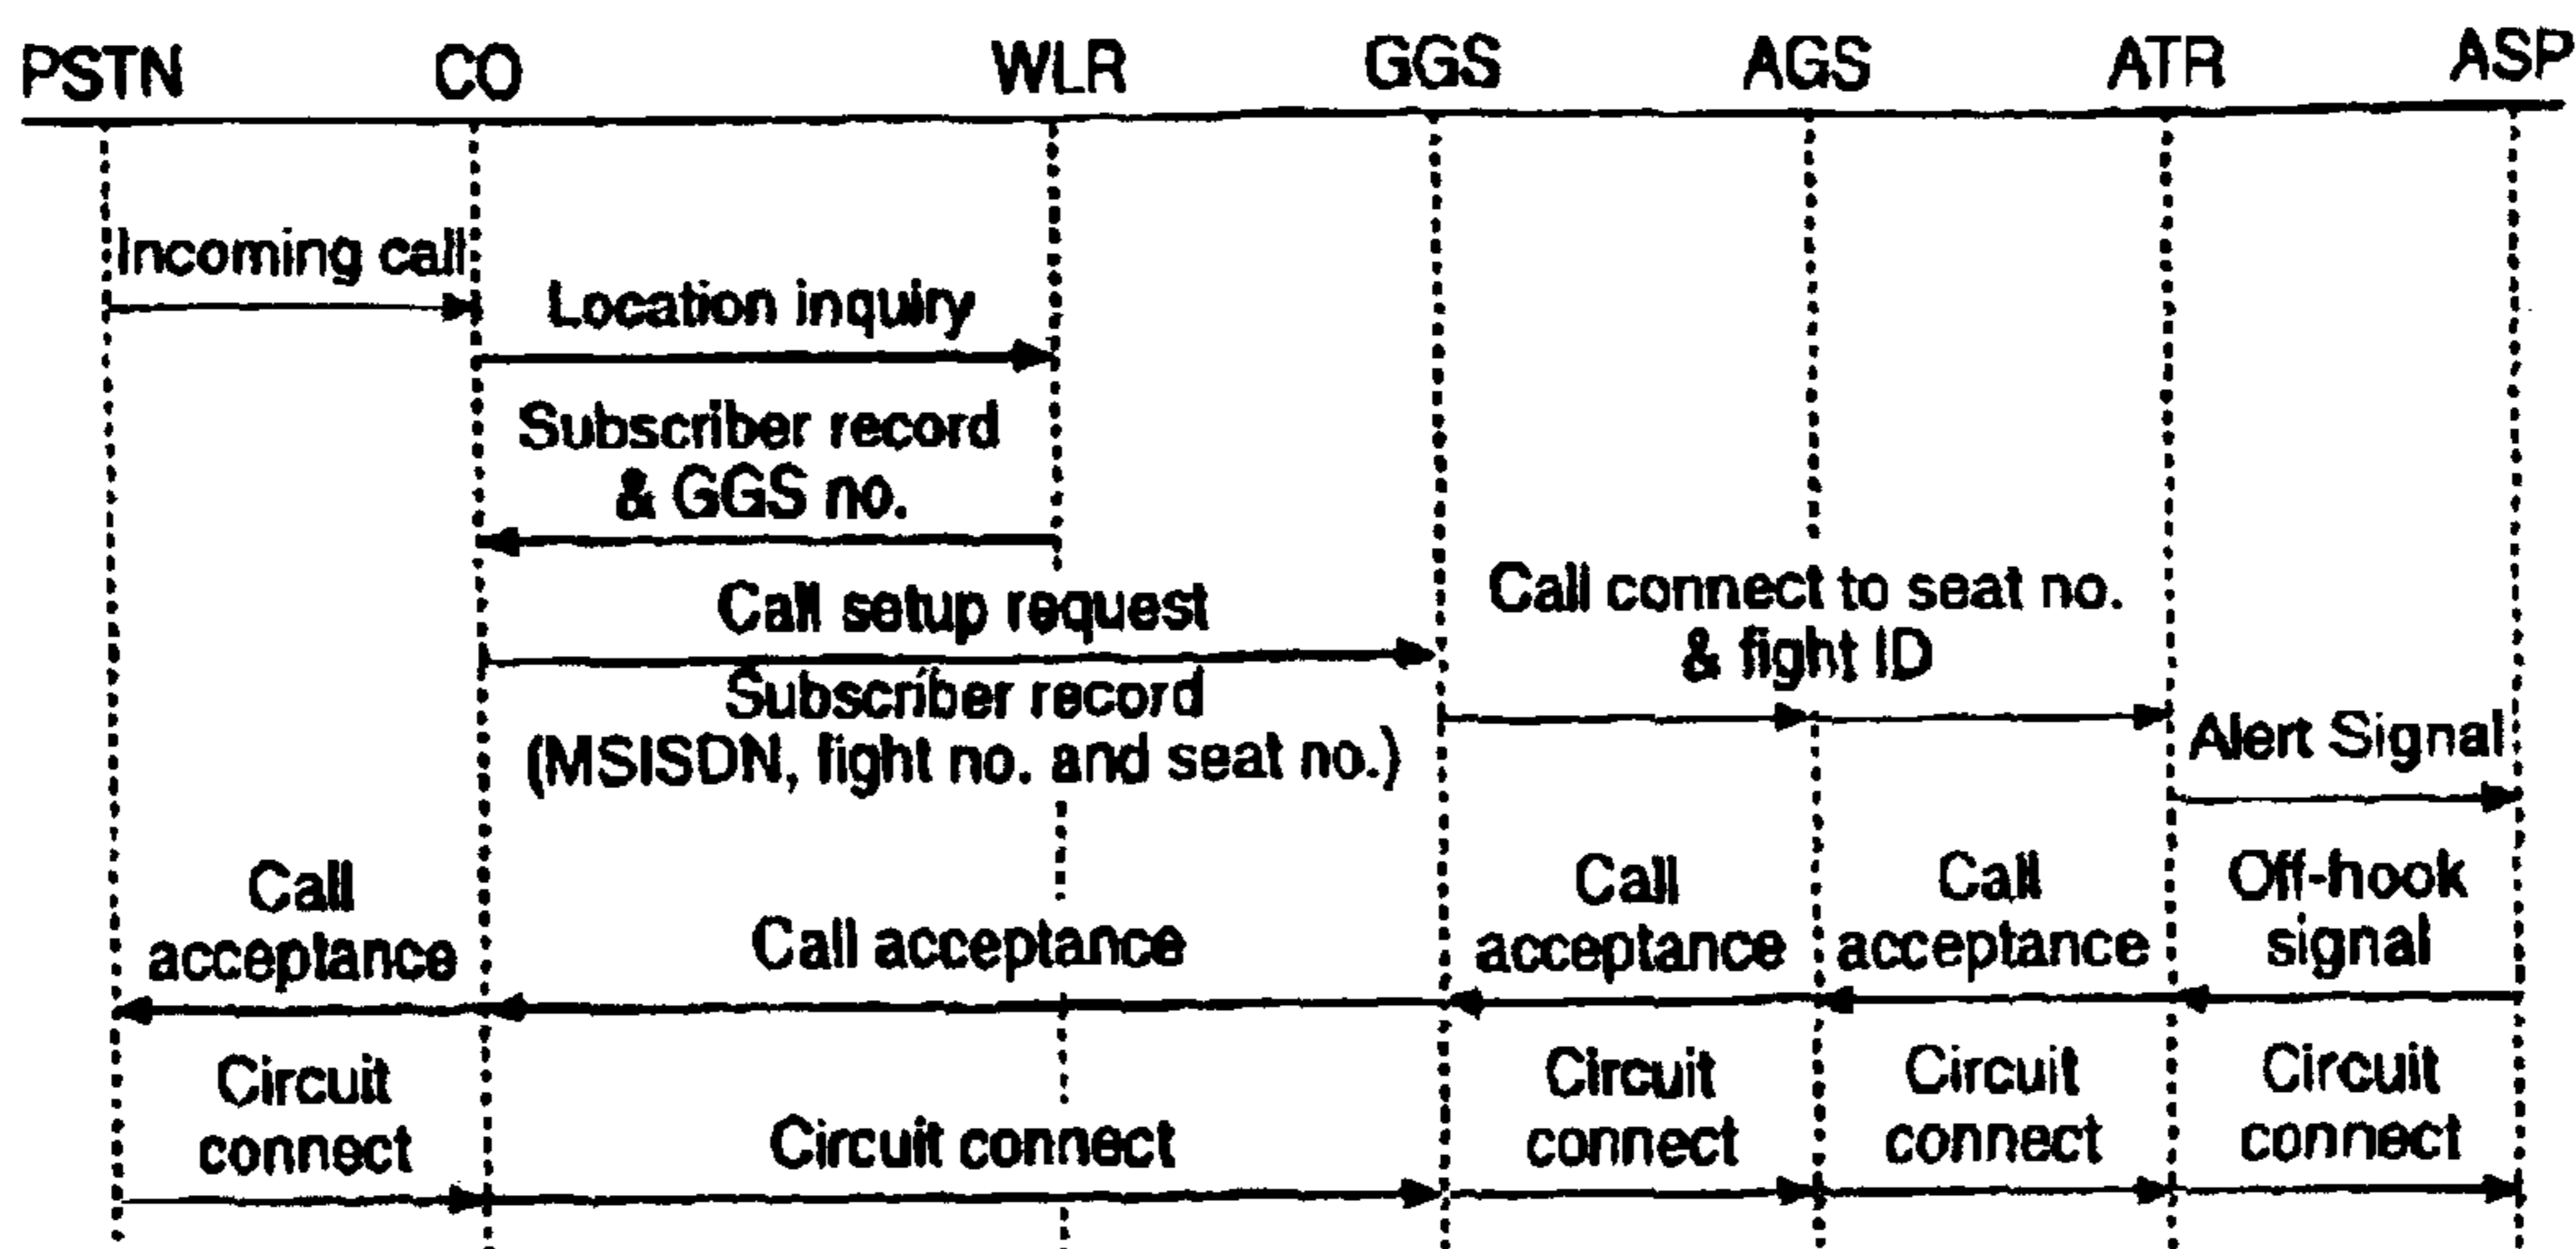 PSTN CO WLR GGS AGS ATR ASP
Incoming call
Location inquiry
Subscriber record
& GGS no.
Call setup request
Subscriber record
(MSISDN, fight no. and seat no.)
Call connect to seat no.
& fight ID
Alert Signal
Call
acceptance
Call acceptance
Call
acceptance
Call
acceptance
Off-hook
signal
Circuit
connect
Circuit connect
Circuit
connect
Circuit
connect
Circuit
connect